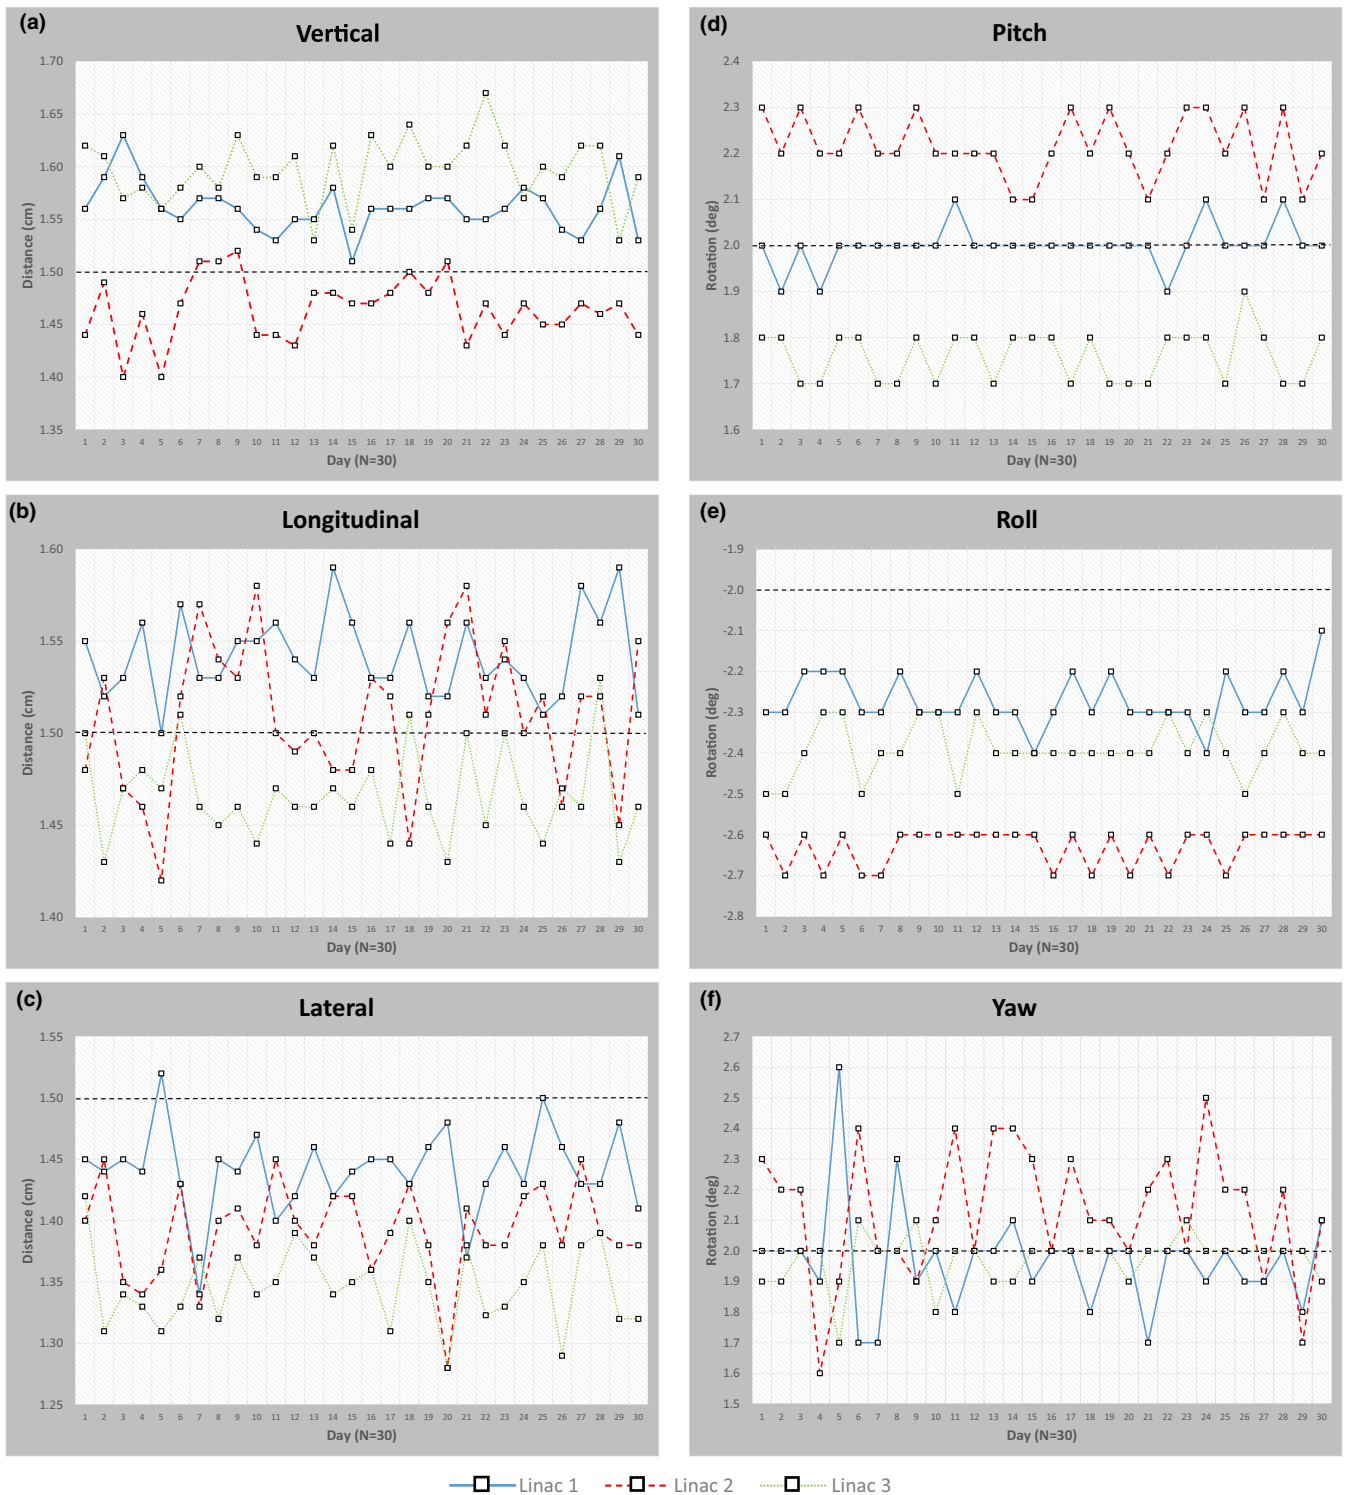 (a)
Vertical
1.70
1.65
1.60
1.55
1.50
1.45
1.40
1.35
Distance (cm)
1 2 3 4 5 6 7 8 9 10 11 12 13 14 15 16 17 18 19 20 21 22 23 24 25 26 27 28 29 30
Day (N=30)
(d)
Pitch
2.4
2.3
2.2
2.1
2.0
1.9
1.8
1.7
1.6
Rotation (deg)
1 2 3 4 5 6 7 8 9 10 11 12 13 14 15 16 17 18 19 20 21 22 23 24 25 26 27 28 29 30
Day (N=30)
(b)
Longitudinal
1.60
1.55
1.50
1.45
1.40
Distance (cm)
1 2 3 4 5 6 7 8 9 10 11 12 13 14 15 16 17 18 19 20 21 22 23 24 25 26 27 28 29 30
Day (N=30)
(e)
Roll
-1.9
-2.0
-2.1
-2.2
-2.3
-2.4
-2.5
-2.6
-2.7
-2.8
Rotation (deg)
1 2 3 4 5 6 7 8 9 10 11 12 13 14 15 16 17 18 19 20 21 22 23 24 25 26 27 28 29 30
Day (N=30)
(c)
Lateral
1.55
1.50
1.45
1.40
1.35
1.30
1.25
Distance (cm)
1 2 3 4 5 6 7 8 9 10 11 12 13 14 15 16 17 18 19 20 21 22 23 24 25 26 27 28 29 30
Day (N=30)
(f)
Yaw
2.7
2.6
2.5
2.4
2.3
2.2
2.1
2.0
1.9
1.8
1.7
1.6
1.5
Rotation (deg)
1 2 3 4 5 6 7 8 9 10 11 12 13 14 15 16 17 18 19 20 21 22 23 24 25 26 27 28 29 30
Day (N=30)
Linac 1 Linac 2 Linac 3